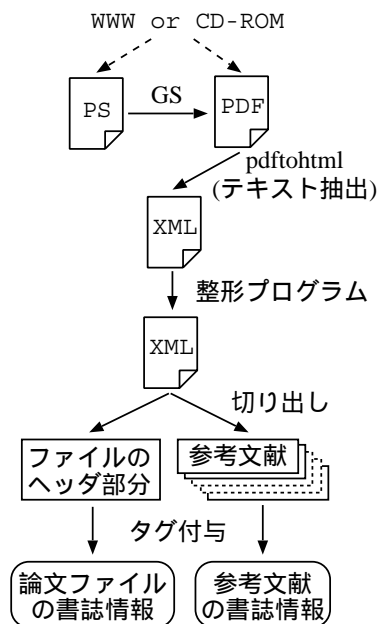 WWW or CD-ROM
PS
GS
PDF
pdftohtml
(テキスト抽出)
XML
整形プログラム
XML
切り出し
ファイルの
ヘッダ部分
参考文献
タグ付与
論文ファイル
の書誌情報
参考文献
の書誌情報